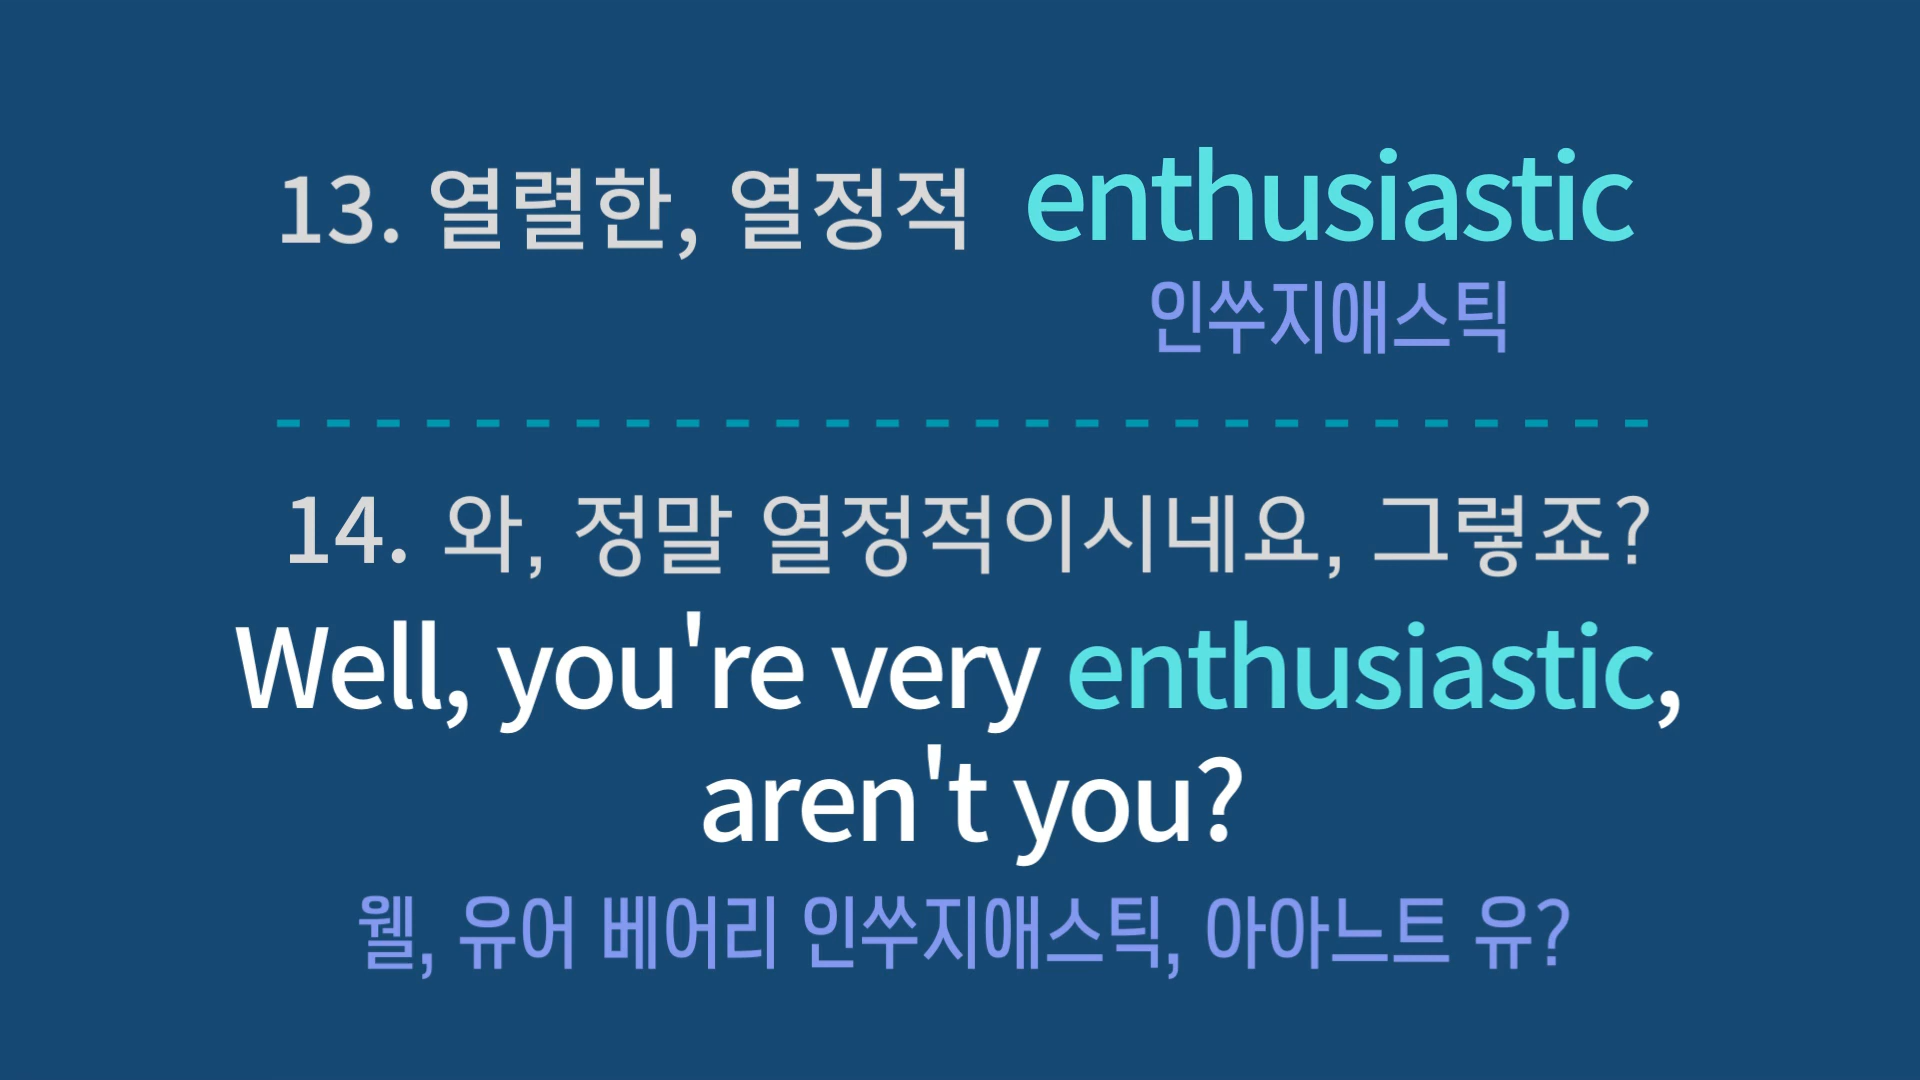 13. 열렬한, 열정적 enthusiastic
인쑤지애스틱
14. 와, 정말 열정적이시네요, 그렇죠?
Well, you're very enthusiastic,
aren't you?
웰, 유어 베어리 인쑤지애스틱, 아아느트 유?